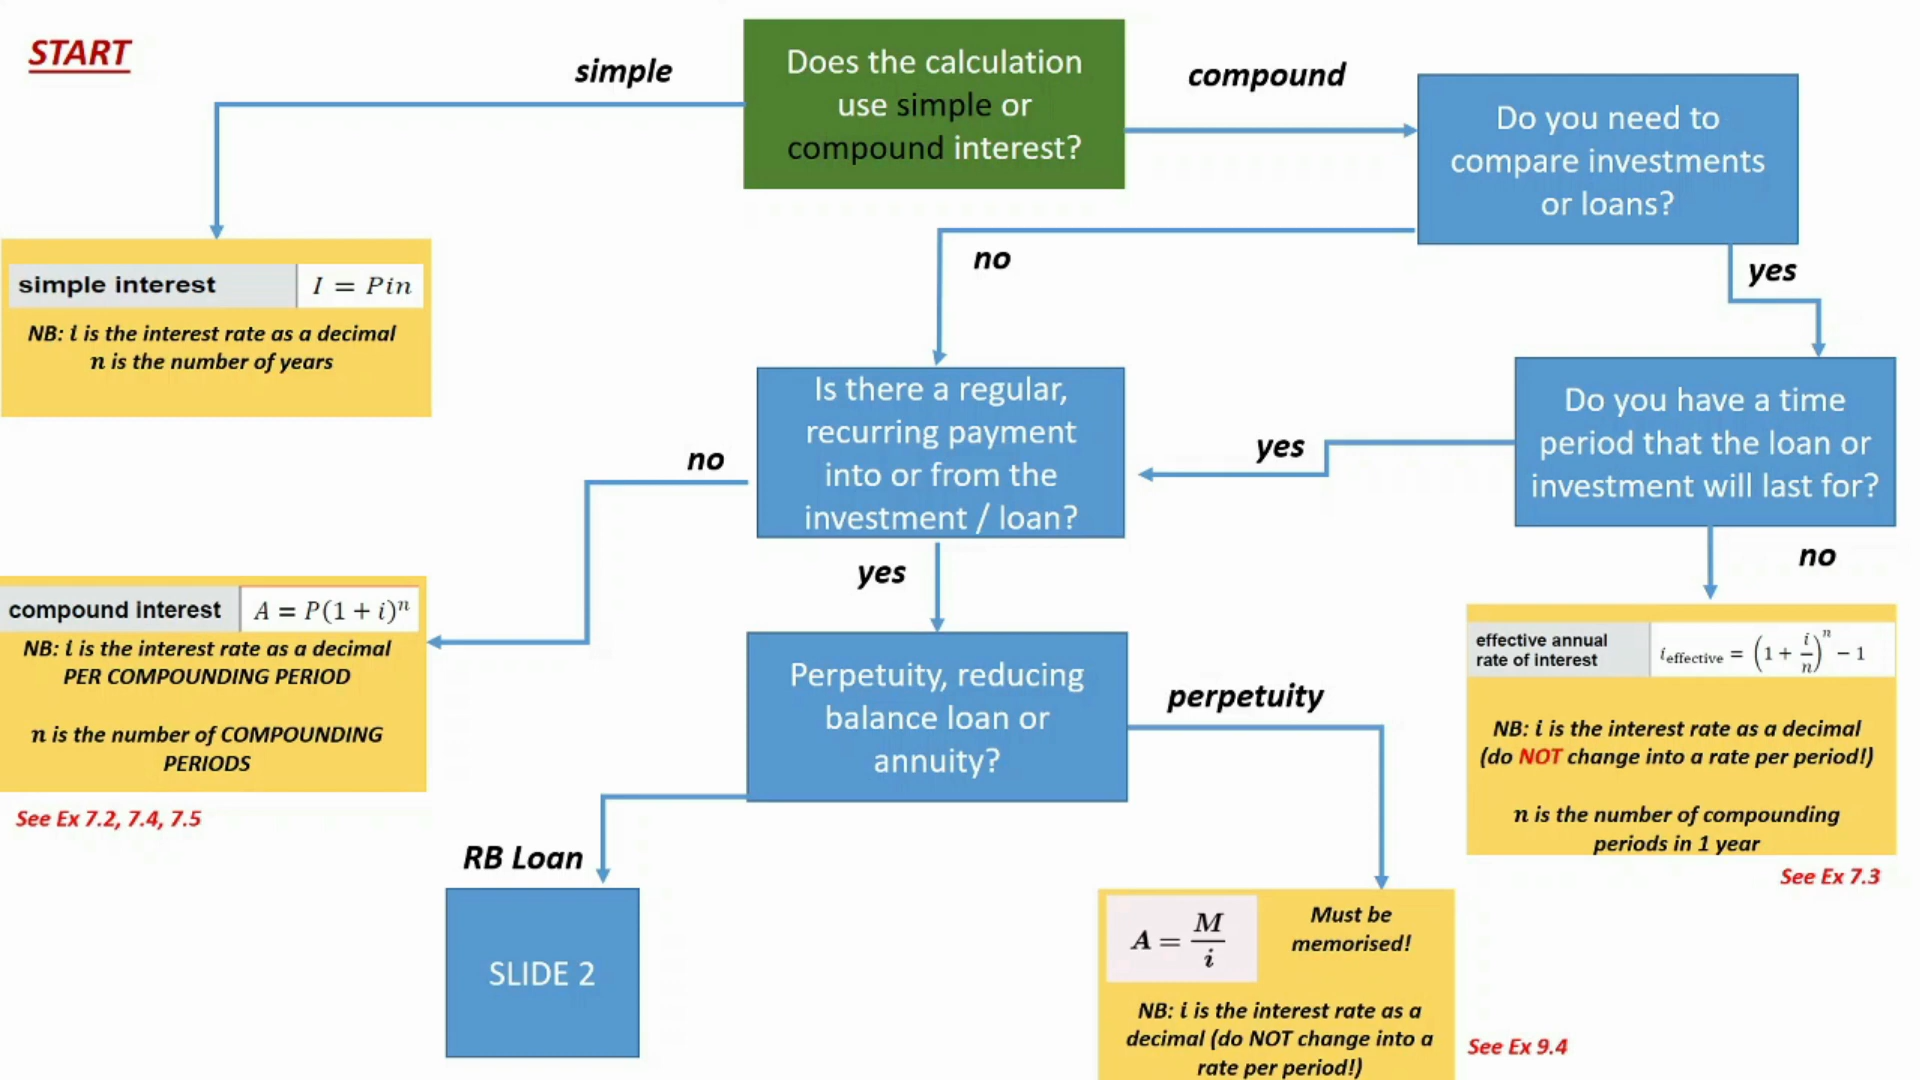 START
simple
Does the calculation
use simple or
compound interest?
compound
Do you need to
compare investments
or loans?
no
yes
simple interest
I = Pin
NB: i is the interest rate as a decimal
n is the number of years
Is there a regular,
recurring payment
into or from the
investment / loan?
yes
Do you have a time
period that the loan or
investment will last for?
no
yes
no
compound interest
A = P(1 + i)ⁿ
NB: i is the interest rate as a decimal
PER COMPOUNDING PERIOD
n is the number of COMPOUNDING
PERIODS
See Ex 7.2, 7.4, 7.5
Perpetuity, reducing
balance loan or
annuity?
perpetuity
effective annual
rate of interest
i effective = (1 + i/n)ⁿ − 1
NB: i is the interest rate as a decimal
(do NOT change into a rate per period!)
n is the number of compounding
periods in 1 year
See Ex 7.3
RB Loan
SLIDE 2
A = M/i
Must be
memorised!
NB: i is the interest rate as a
decimal (do NOT change into a
rate per period!)
See Ex 9.4